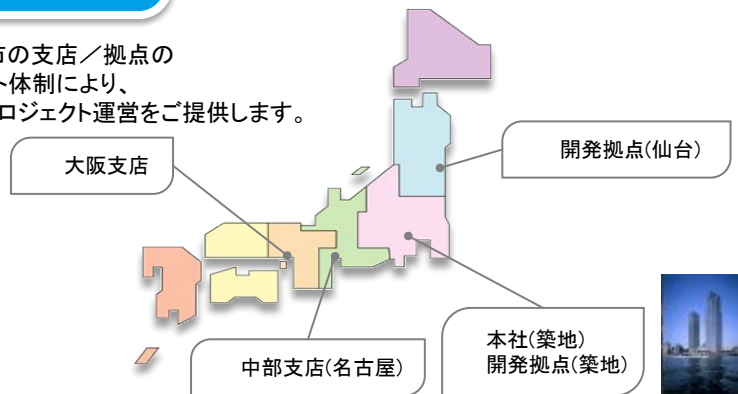 市の支店／拠点の
ト体制により、
ロジェクト運営をご提供します。
大阪支店
開発拠点(仙台)
本社(築地)
開発拠点(築地)
中部支店(名古屋)